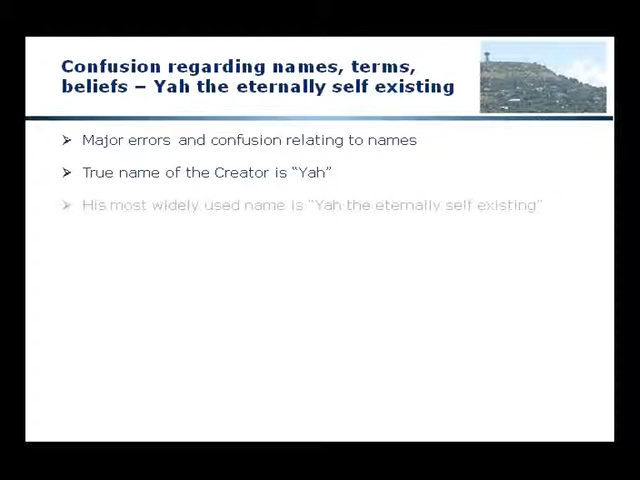 Confusion regarding names, terms,
beliefs – Yah the eternally self existing
➢ Major errors and confusion relating to names
➢ True name of the Creator is “Yah”
➢ His most widely used name is “Yah the eternally self existing”